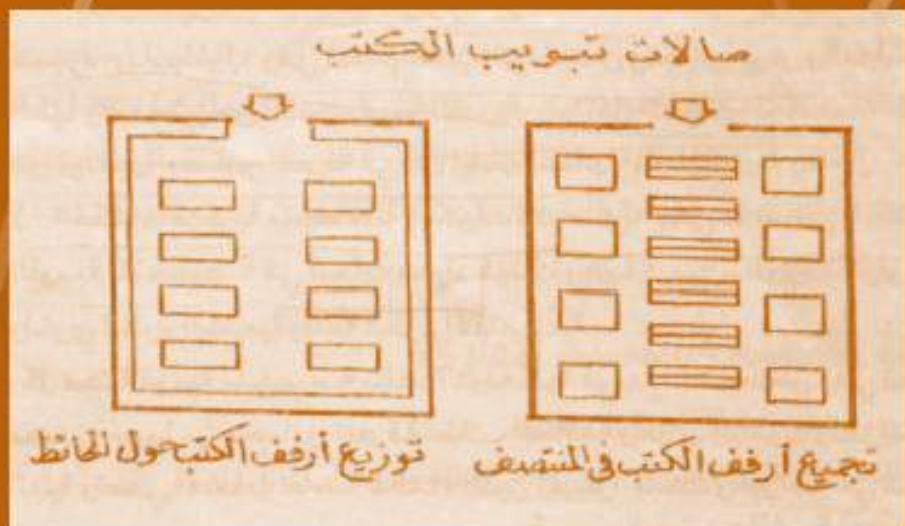 صالات تبويب الكتب
تجميع أرفف الكتب في المنتصف
توزيع أرفف الكتب حول الحائط